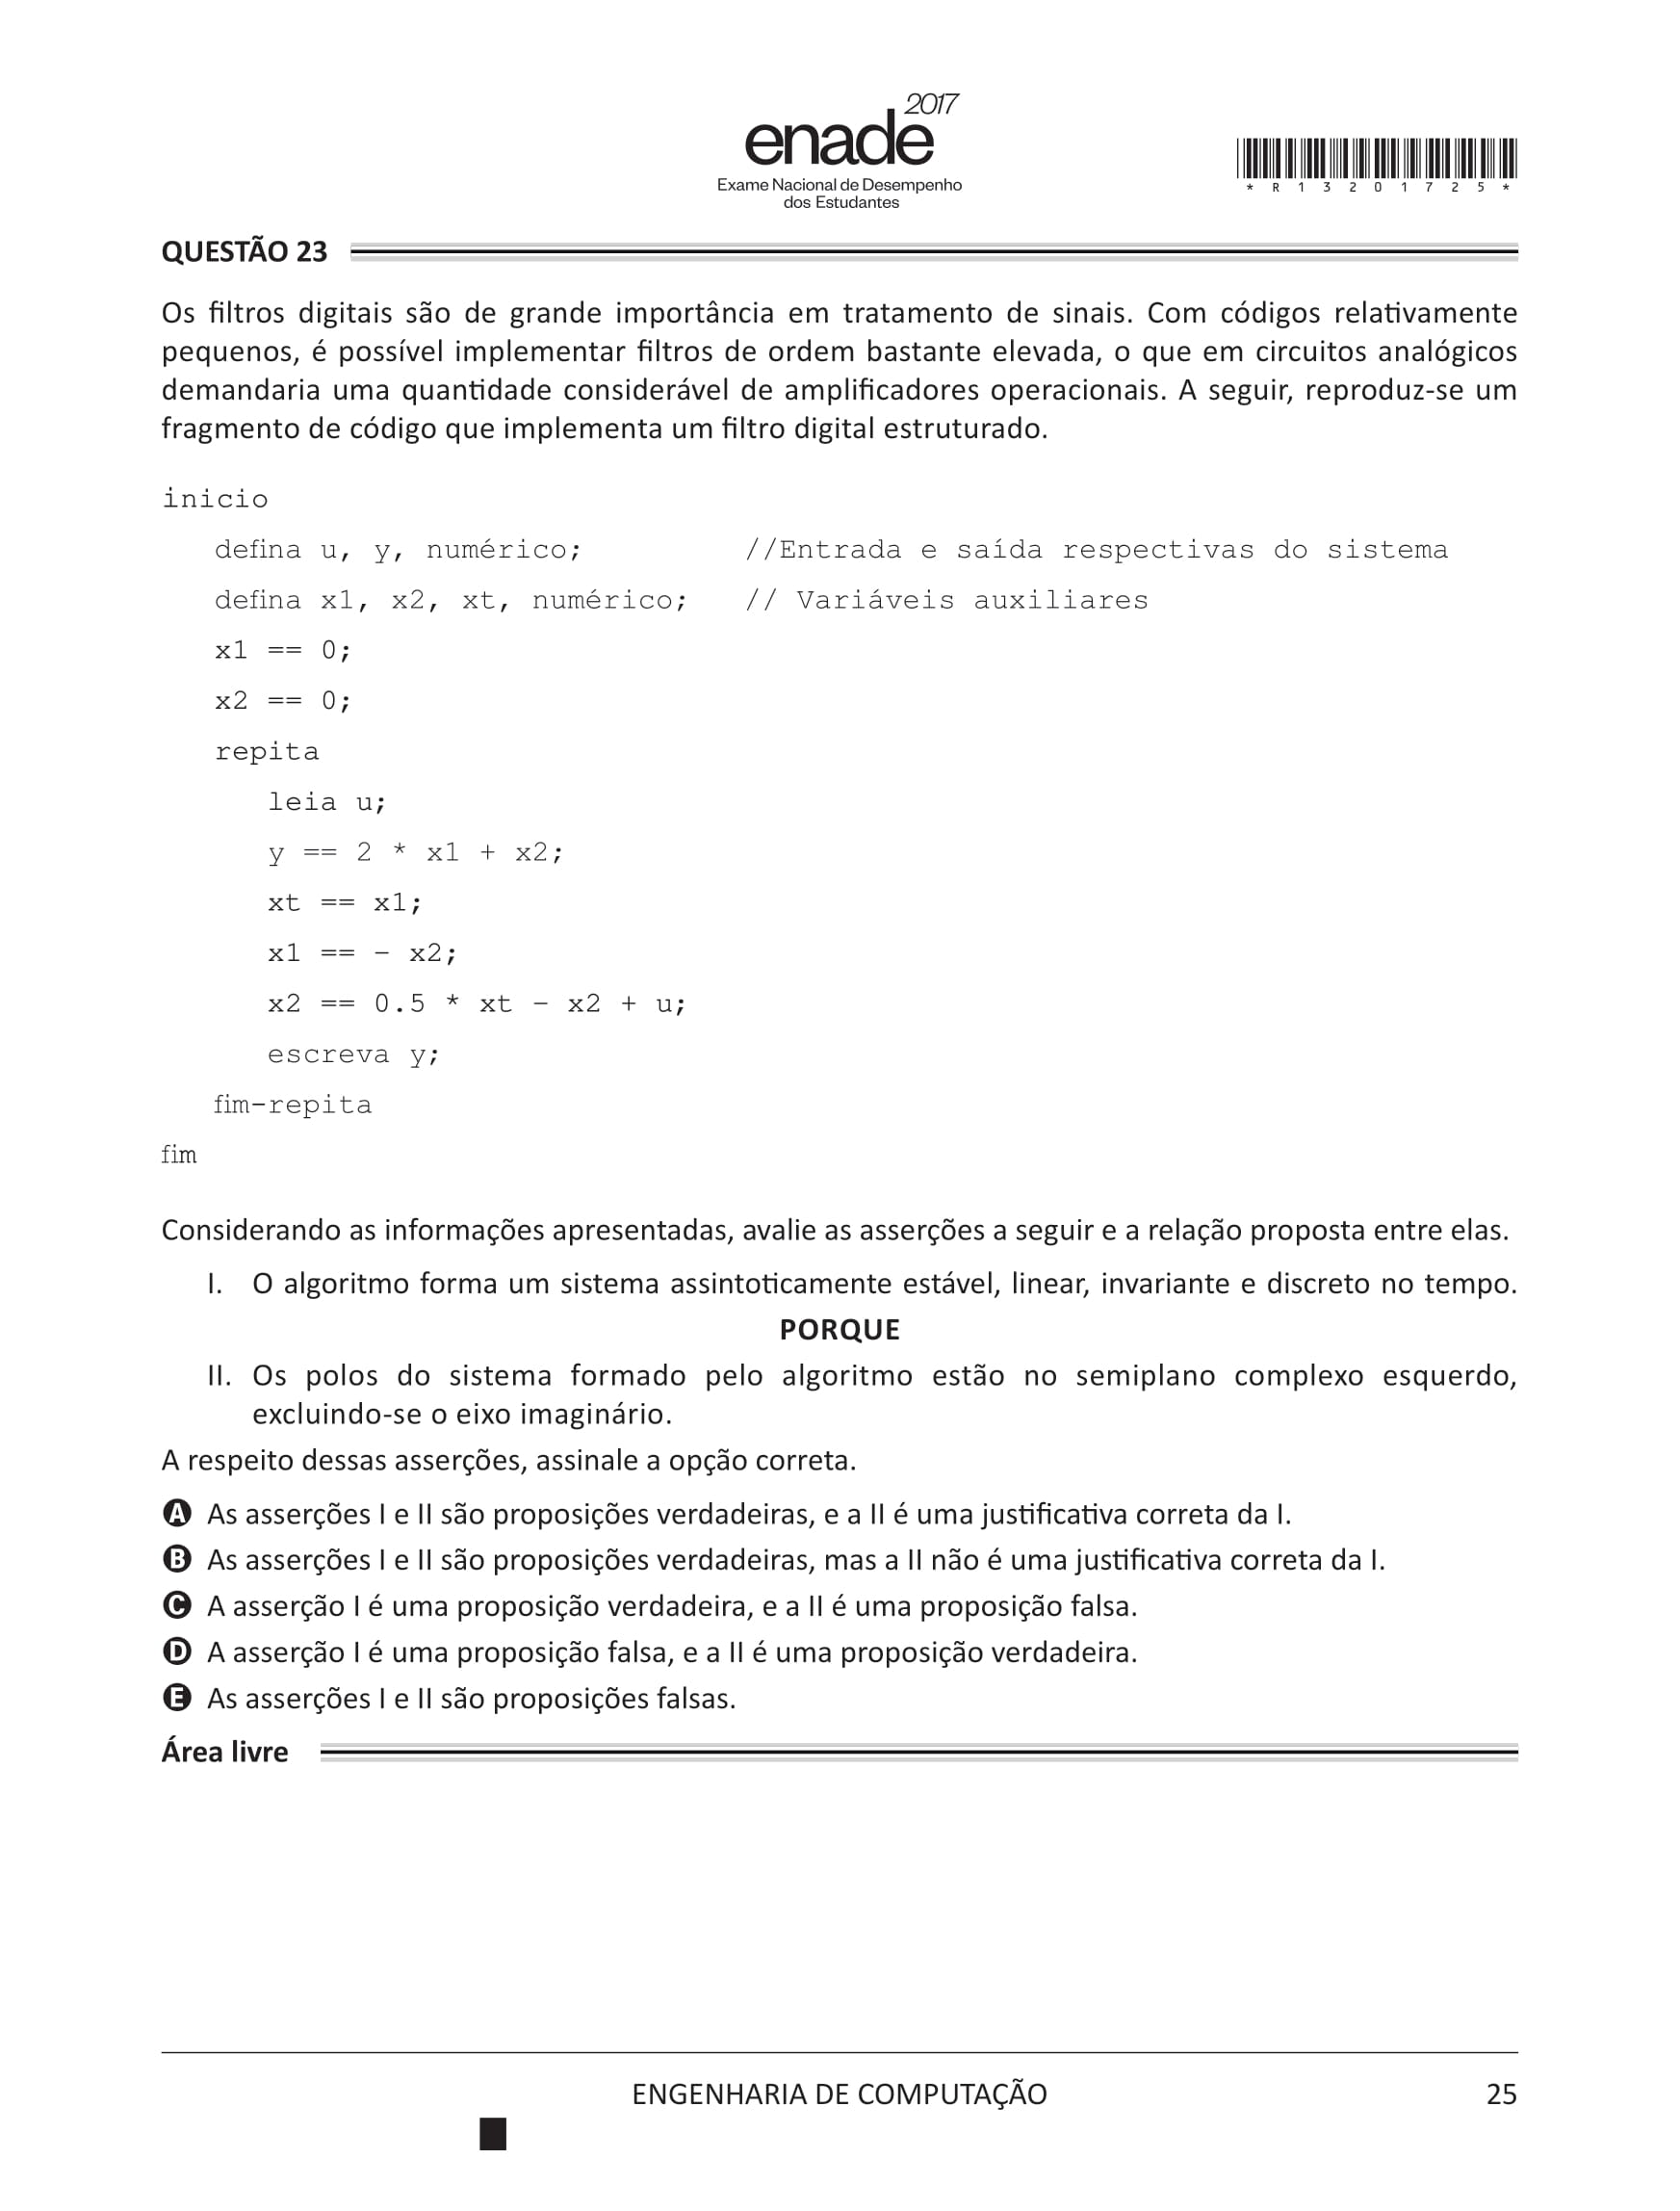 2017
enade
Exame Nacional de Desempenho
dos Estudantes
* R 1 3 2 0 1 7 2 5 *
QUESTÃO 23
Os filtros digitais são de grande importância em tratamento de sinais. Com códigos relativamente
pequenos, é possível implementar filtros de ordem bastante elevada, o que em circuitos analógicos
demandaria uma quantidade considerável de amplificadores operacionais. A seguir, reproduz-se um
fragmento de código que implementa um filtro digital estruturado.
inicio
defina u, y, numérico; //Entrada e saída respectivas do sistema
defina x1, x2, xt, numérico; // Variáveis auxiliares
x1 == 0;
x2 == 0;
repita
leia u;
y == 2 * x1 + x2;
xt == x1;
x1 == – x2;
x2 == 0.5 * xt – x2 + u;
escreva y;
fim-repita
fim
Considerando as informações apresentadas, avalie as asserções a seguir e a relação proposta entre elas.
I. O algoritmo forma um sistema assintoticamente estável, linear, invariante e discreto no tempo.
PORQUE
II. Os polos do sistema formado pelo algoritmo estão no semiplano complexo esquerdo,
excluindo-se o eixo imaginário.
A respeito dessas asserções, assinale a opção correta.
A As asserções I e II são proposições verdadeiras, e a II é uma justificativa correta da I.
B As asserções I e II são proposições verdadeiras, mas a II não é uma justificativa correta da I.
C A asserção I é uma proposição verdadeira, e a II é uma proposição falsa.
D A asserção I é uma proposição falsa, e a II é uma proposição verdadeira.
E As asserções I e II são proposições falsas.
Área livre
ENGENHARIA DE COMPUTAÇÃO 25